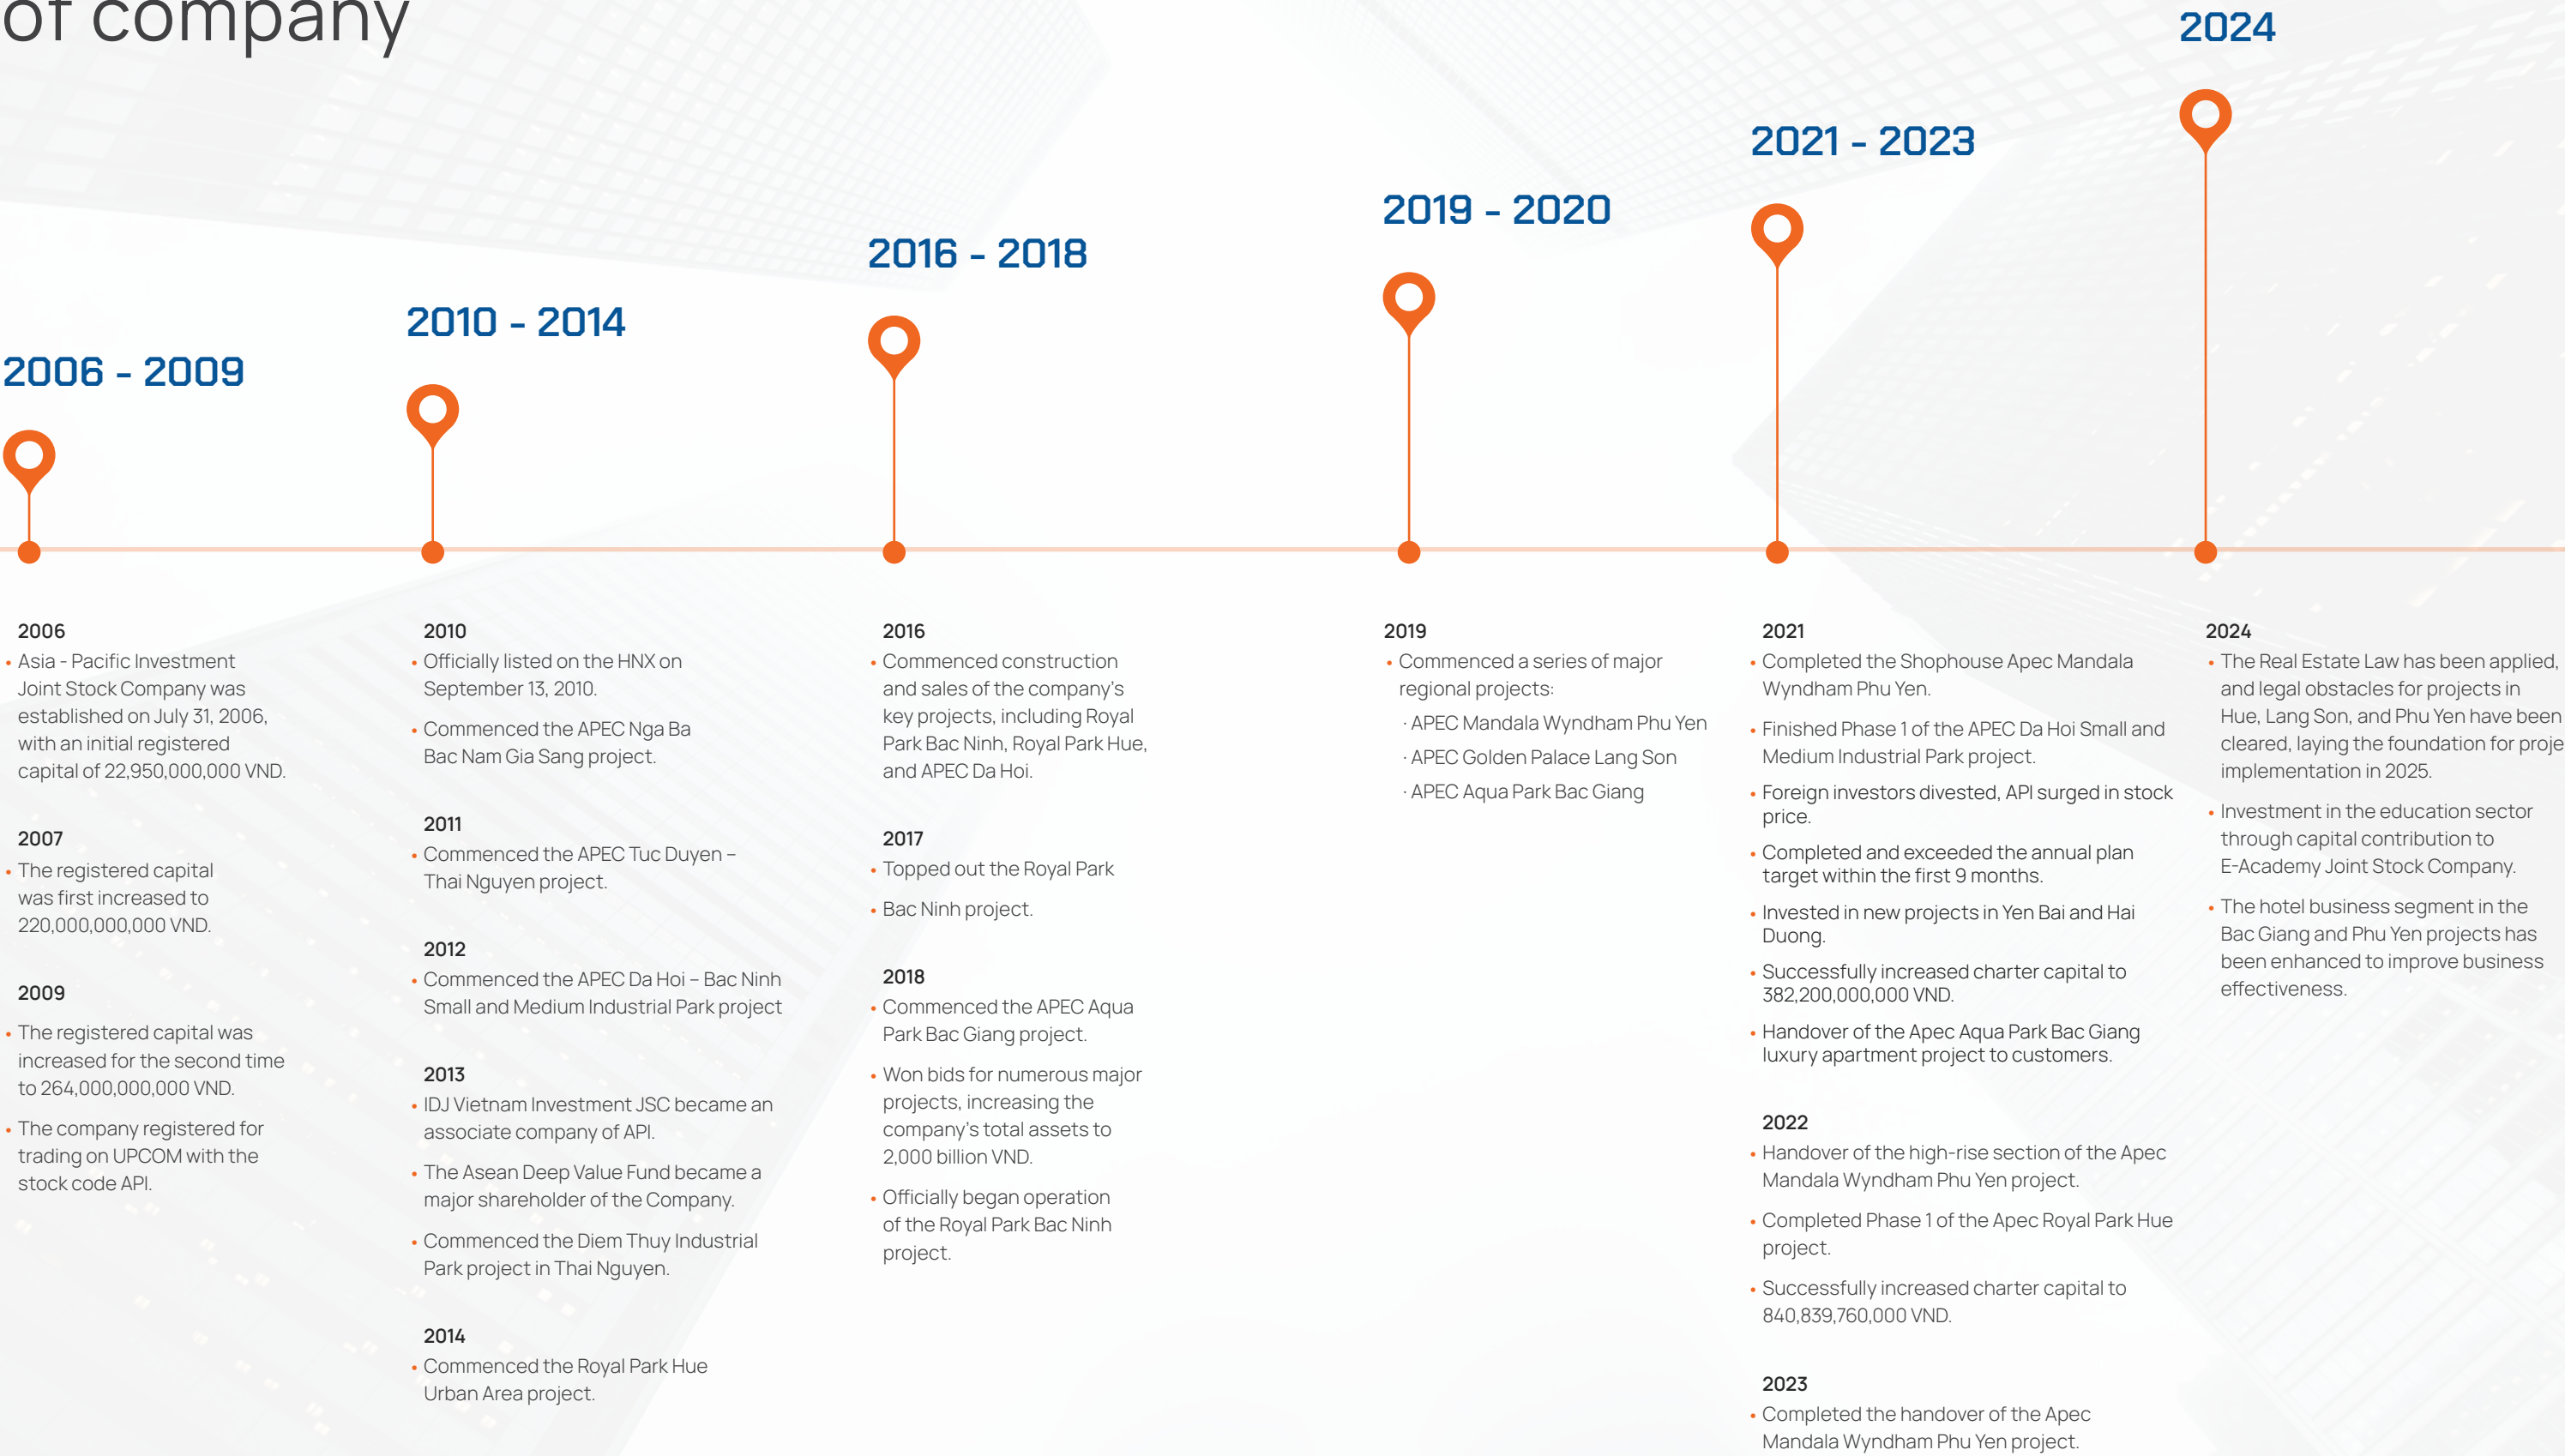 of company
2006 - 2009
2006
• Asia - Pacific Investment
Joint Stock Company was
established on July 31, 2006,
with an initial registered
capital of 22,950,000,000 VND.
2007
• The registered capital
was first increased to
220,000,000,000 VND.
2009
• The registered capital was
increased for the second time
to 264,000,000,000 VND.
• The company registered for
trading on UPCOM with the
stock code API.
2010 - 2014
2010
• Officially listed on the HNX on
September 13, 2010.
• Commenced the APEC Nga Ba
Bac Nam Gia Sang project.
2011
• Commenced the APEC Tuc Duyen –
Thai Nguyen project.
2012
• Commenced the APEC Da Hoi – Bac Ninh
Small and Medium Industrial Park project
2013
• IDJ Vietnam Investment JSC became an
associate company of API.
• The Asean Deep Value Fund became a
major shareholder of the Company.
• Commenced the Diem Thuy Industrial
Park project in Thai Nguyen.
2014
• Commenced the Royal Park Hue
Urban Area project.
2016 - 2018
2016
• Commenced construction
and sales of the company's
key projects, including Royal
Park Bac Ninh, Royal Park Hue,
and APEC Da Hoi.
2017
• Topped out the Royal Park
• Bac Ninh project.
2018
• Commenced the APEC Aqua
Park Bac Giang project.
• Won bids for numerous major
projects, increasing the
company's total assets to
2,000 billion VND.
• Officially began operation
of the Royal Park Bac Ninh
project.
2019 - 2020
2019
• Commenced a series of major
regional projects:
· APEC Mandala Wyndham Phu Yen
· APEC Golden Palace Lang Son
· APEC Aqua Park Bac Giang
2021 - 2023
2021
• Completed the Shophouse Apec Mandala
Wyndham Phu Yen.
• Finished Phase 1 of the APEC Da Hoi Small and
Medium Industrial Park project.
• Foreign investors divested, API surged in stock
price.
• Completed and exceeded the annual plan
target within the first 9 months.
• Invested in new projects in Yen Bai and Hai
Duong.
• Successfully increased charter capital to
382,200,000,000 VND.
• Handover of the Apec Aqua Park Bac Giang
luxury apartment project to customers.
2022
• Handover of the high-rise section of the Apec
Mandala Wyndham Phu Yen project.
• Completed Phase 1 of the Apec Royal Park Hue
project.
• Successfully increased charter capital to
840,839,760,000 VND.
2023
• Completed the handover of the Apec
Mandala Wyndham Phu Yen project.
2024
2024
• The Real Estate Law has been applied,
and legal obstacles for projects in
Hue, Lang Son, and Phu Yen have been
cleared, laying the foundation for proje
implementation in 2025.
• Investment in the education sector
through capital contribution to
E-Academy Joint Stock Company.
• The hotel business segment in the
Bac Giang and Phu Yen projects has
been enhanced to improve business
effectiveness.